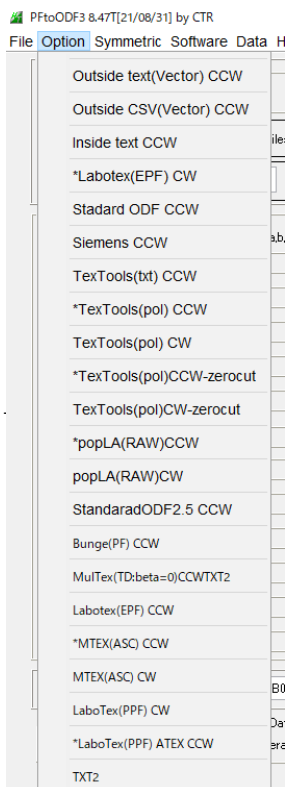 PFtoODF3 8.47T[21/08/31] by CTR
File Option Symmetric Software Data H
Outside text(Vector) CCW
Outside CSV(Vector) CCW
Inside text CCW
*Labotex(EPF) CW
Stadard ODF CCW
Siemens CCW
TexTools(txt) CCW
*TexTools(pol) CCW
TexTools(pol) CW
*TexTools(pol)CCW-zerocut
TexTools(pol)CW-zerocut
*popLA(RAW)CCW
popLA(RAW)CW
StandaradODF2.5 CCW
Bunge(PF) CCW
MulTex(TD:beta=0)CCWTXT2
Labotex(EPF) CCW
*MTEX(ASC) CCW
MTEX(ASC) CW
LaboTex(PPF) CW
*LaboTex(PPF) ATEX CCW
TXT2